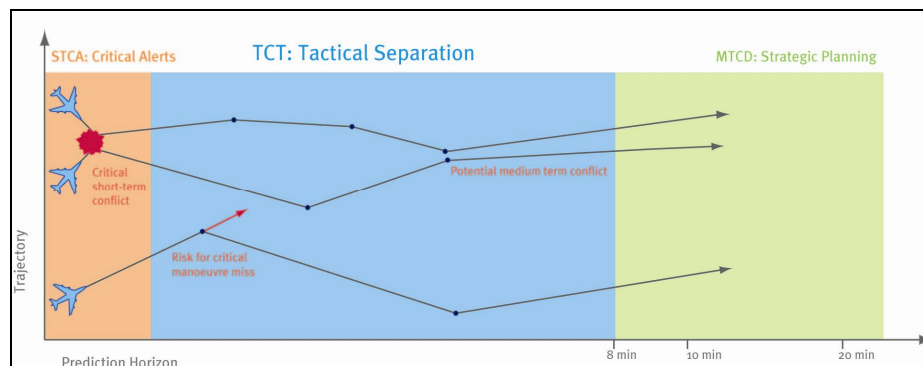 STCA: Critical Alerts
TCT: Tactical Separation
MTCD: Strategic Planning
Critical
short-term
conflict
Potential medium term conflict
Risk for critical
manoeuvre miss
Trajectory
8 min
10 min
20 min
Prediction Horizon